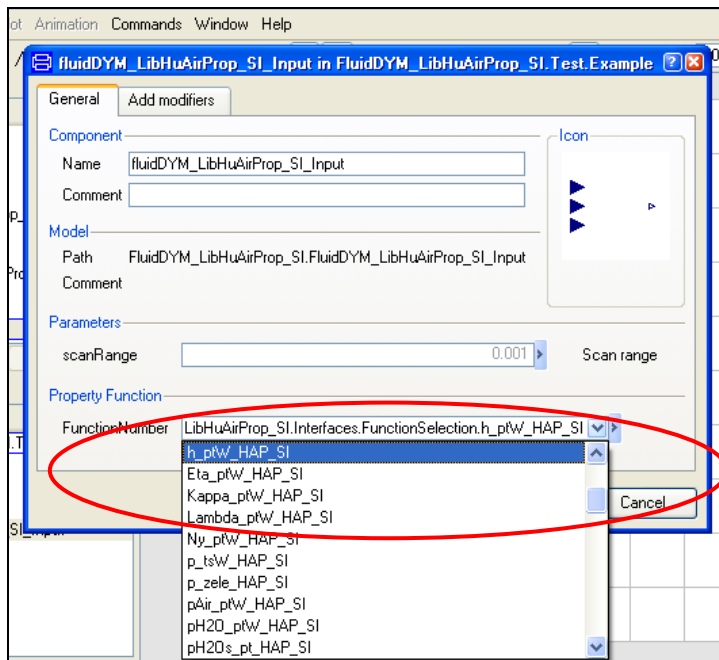 ot Animation Commands Window Help
fluidDYM_LibHuAirProp_SI_Input in FluidDYM_LibHuAirProp_SI.Test.Example
General Add modifiers
Component
Icon
Name fluidDYM_LibHuAirProp_SI_Input
Comment
Model
Path FluidDYM_LibHuAirProp_SI.FluidDYM_LibHuAirProp_SI_Input
Comment
Parameters
scanRange 0.001 Scan range
Property Function
FunctionNumber LibHuAirProp_SI.Interfaces.FunctionSelection.h_ptW_HAP_SI
h_ptW_HAP_SI
Eta_ptW_HAP_SI
Kappa_ptW_HAP_SI
Lambda_ptW_HAP_SI
Cancel
Ny_ptW_HAP_SI
p_tsW_HAP_SI
p_zele_HAP_SI
pAir_ptW_HAP_SI
pH2O_ptW_HAP_SI
pH2Os_pt_HAP_SI